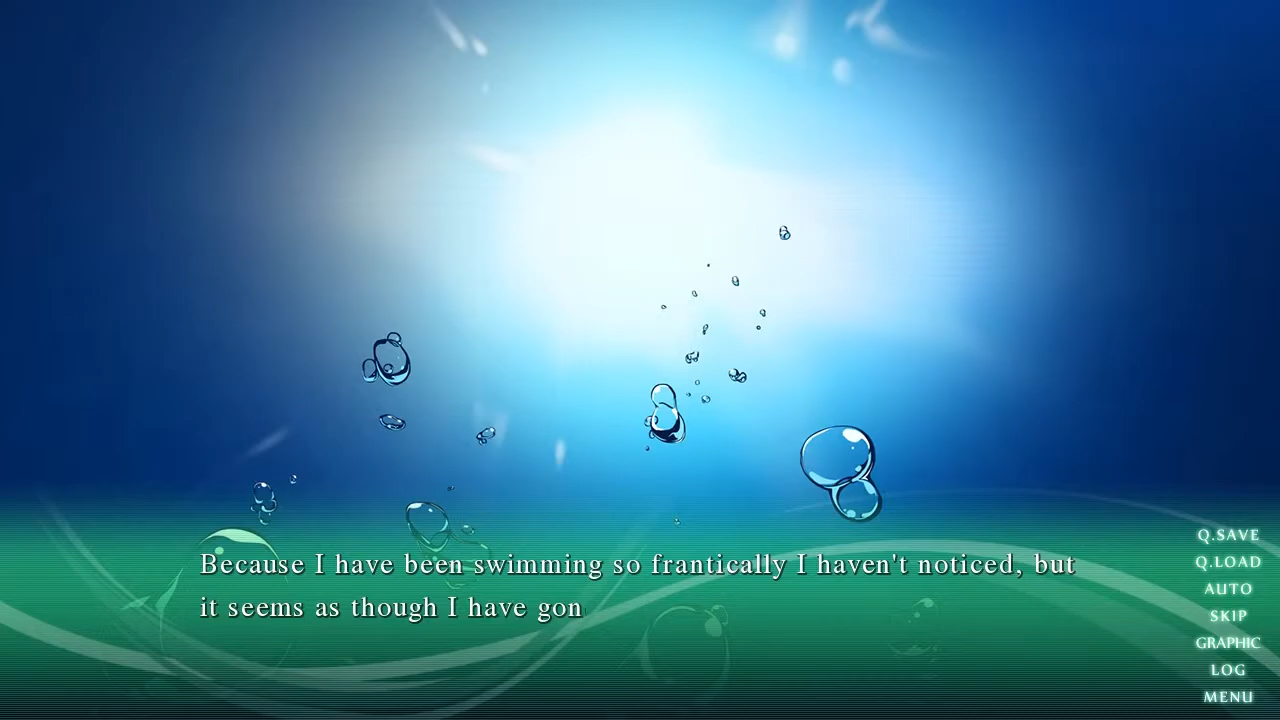 Because I have been swimming so frantically I haven't noticed, but
it seems as though I have gon
Q.SAVE
Q.LOAD
AUTO
SKIP
GRAPHIC
LOG
MENU